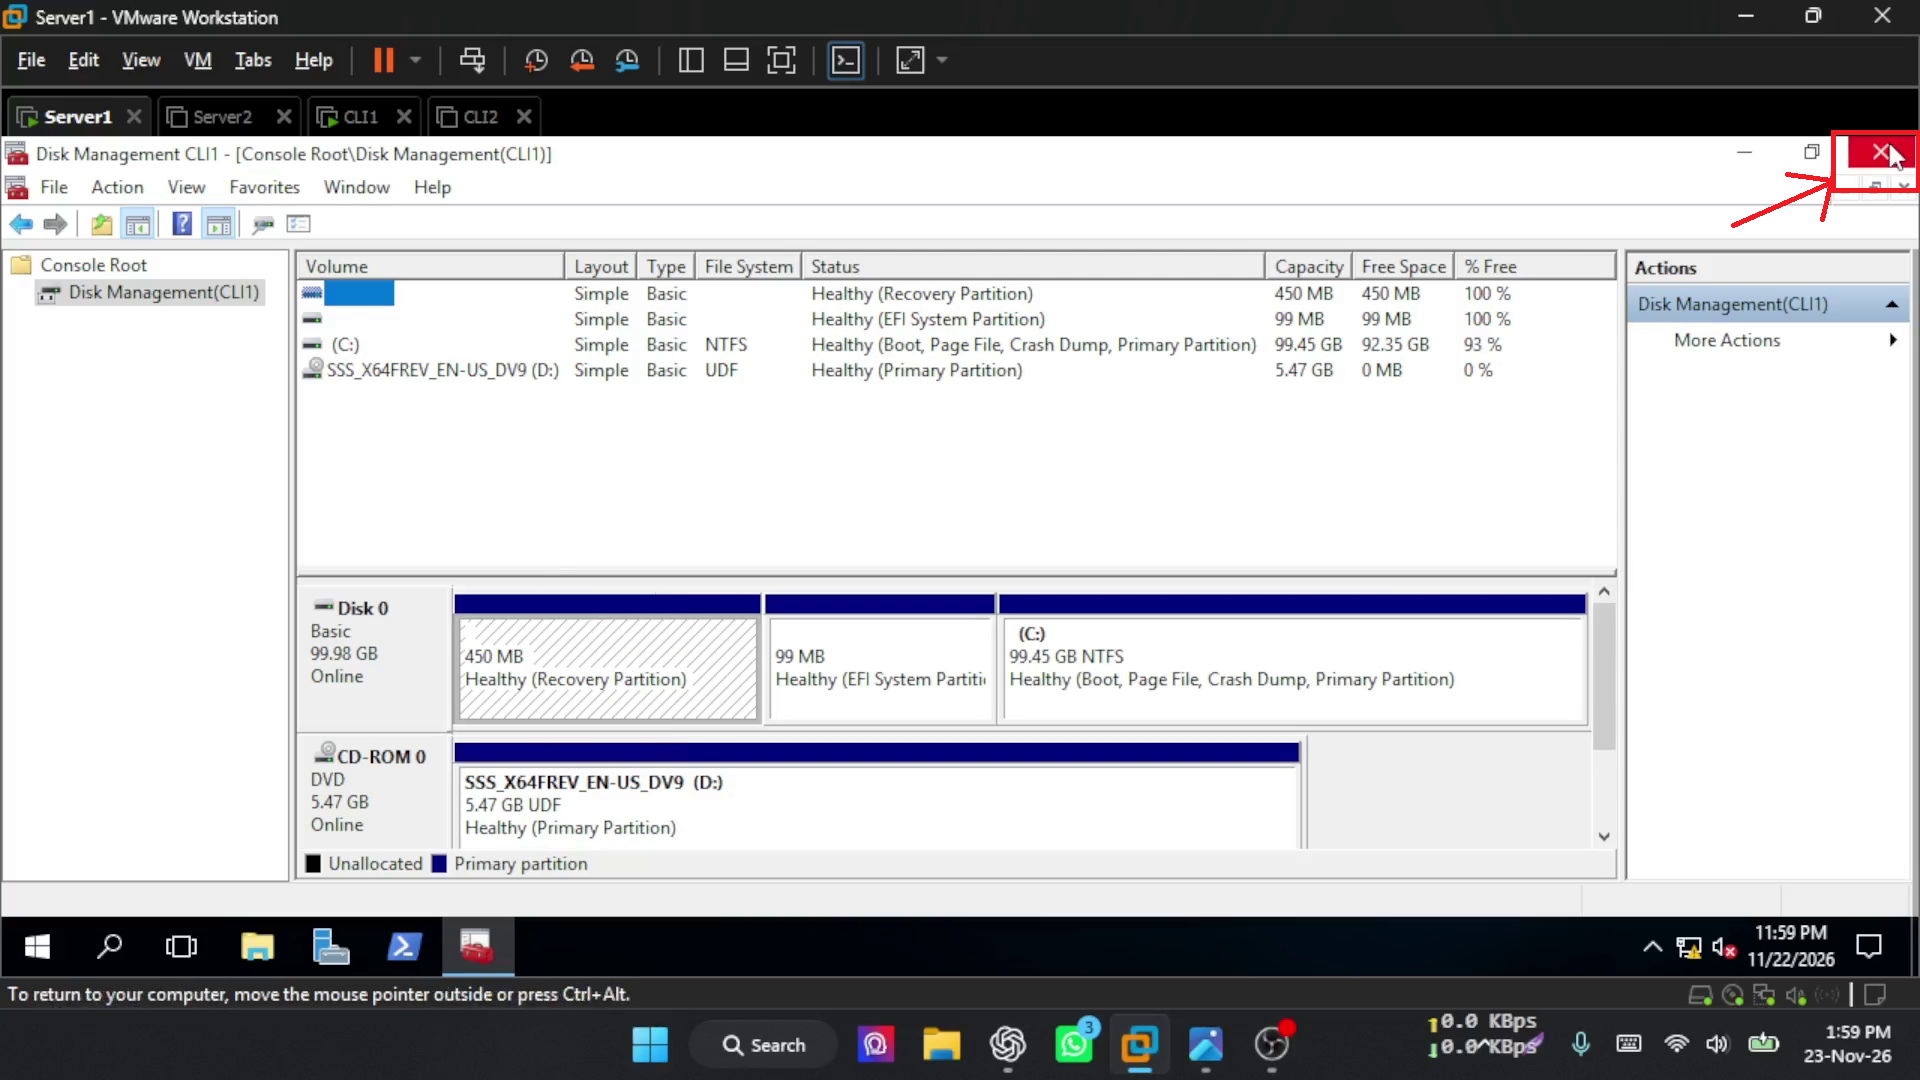 Server1 - VMware Workstation
File Edit View VM Tabs Help
Server1 Server2 CLI1 CLI2
Disk Management CLI1 - [Console Root\Disk Management(CLI1)]
File Action View Favorites Window Help
Console Root
Disk Management(CLI1)
Volume Layout Type File System Status Capacity Free Space % Free
Simple Basic Healthy (Recovery Partition) 450 MB 450 MB 100 %
Simple Basic Healthy (EFI System Partition) 99 MB 99 MB 100 %
(C:) Simple Basic NTFS Healthy (Boot, Page File, Crash Dump, Primary Partition) 99.45 GB 92.35 GB 93 %
SSS_X64FREV_EN-US_DV9 (D:) Simple Basic UDF Healthy (Primary Partition) 5.47 GB 0 MB 0 %
Actions
Disk Management(CLI1)
More Actions
Disk 0
Basic
99.98 GB
Online
450 MB
Healthy (Recovery Partition)
99 MB
Healthy (EFI System Partiti
(C:)
99.45 GB NTFS
Healthy (Boot, Page File, Crash Dump, Primary Partition)
CD-ROM 0
DVD
5.47 GB
Online
SSS_X64FREV_EN-US_DV9 (D:)
5.47 GB UDF
Healthy (Primary Partition)
Unallocated Primary partition
11:59 PM
11/22/2026
To return to your computer, move the mouse pointer outside or press Ctrl+Alt.
Search
3
0.0 KBps
0.0 KBps
1:59 PM
23-Nov-26